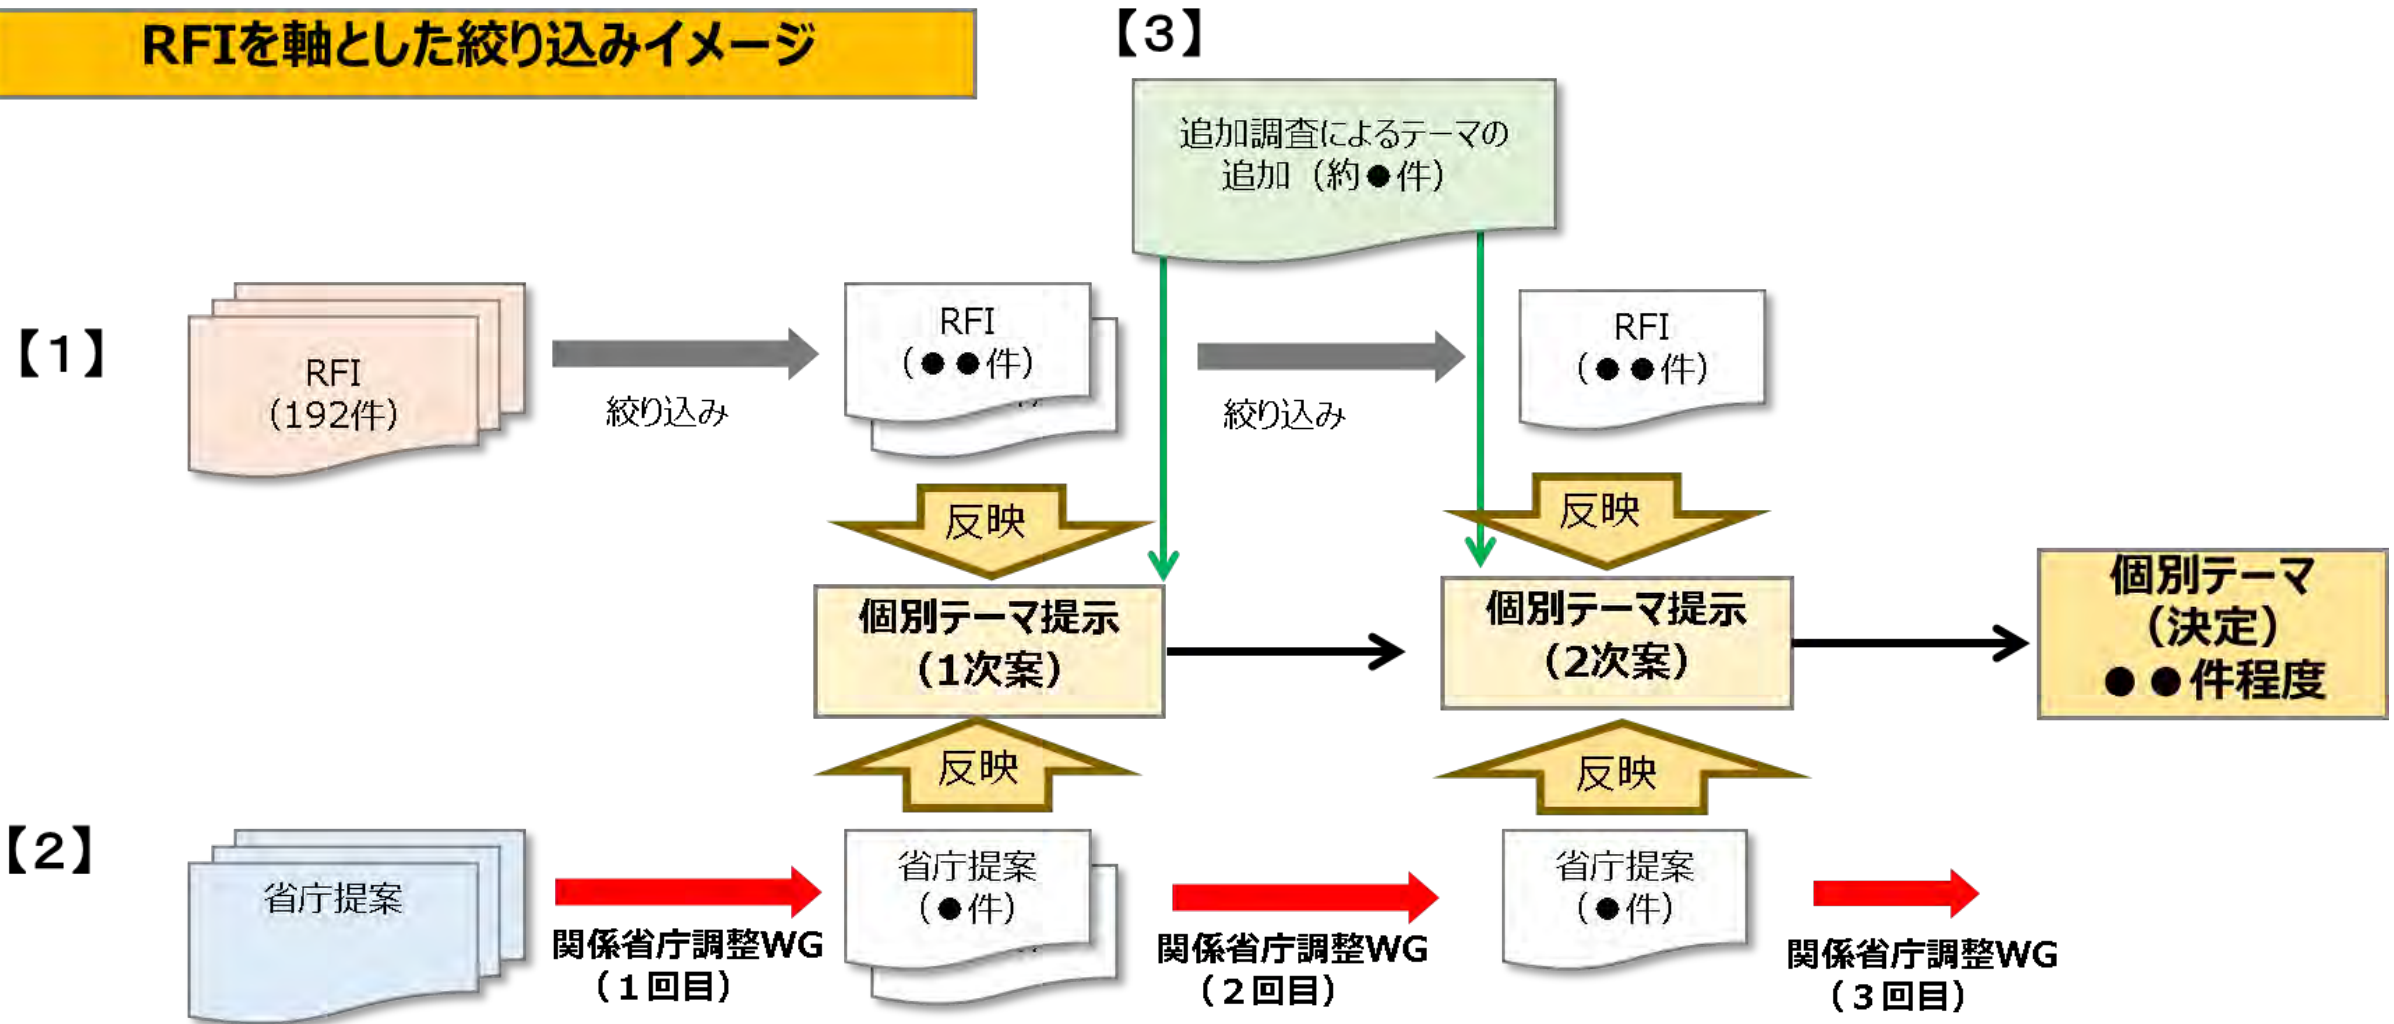 RFIを軸とした絞り込みイメージ
【3】
追加調査によるテーマの
追加（約●件）
【1】
RFI
（192件）
絞り込み
RFI
（●●件）
絞り込み
RFI
（●●件）
反映
反映
個別テーマ提示
（1次案）
個別テーマ提示
（2次案）
個別テーマ
（決定）
●●件程度
反映
反映
【2】
省庁提案
関係省庁調整WG
（１回目）
省庁提案
（●件）
関係省庁調整WG
（２回目）
省庁提案
（●件）
関係省庁調整WG
（３回目）